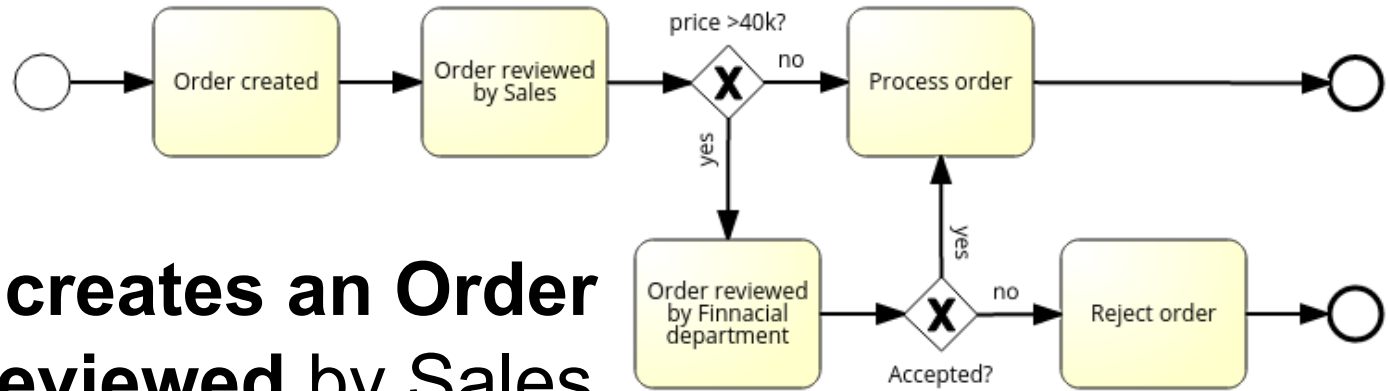 price >40k?
Order created
Order reviewed
by Sales
X
no
Process order
yes
creates an Order
Order reviewed
by Finnacial
department
X
yes
no
Reject order
Accepted?
eviewed by Sales